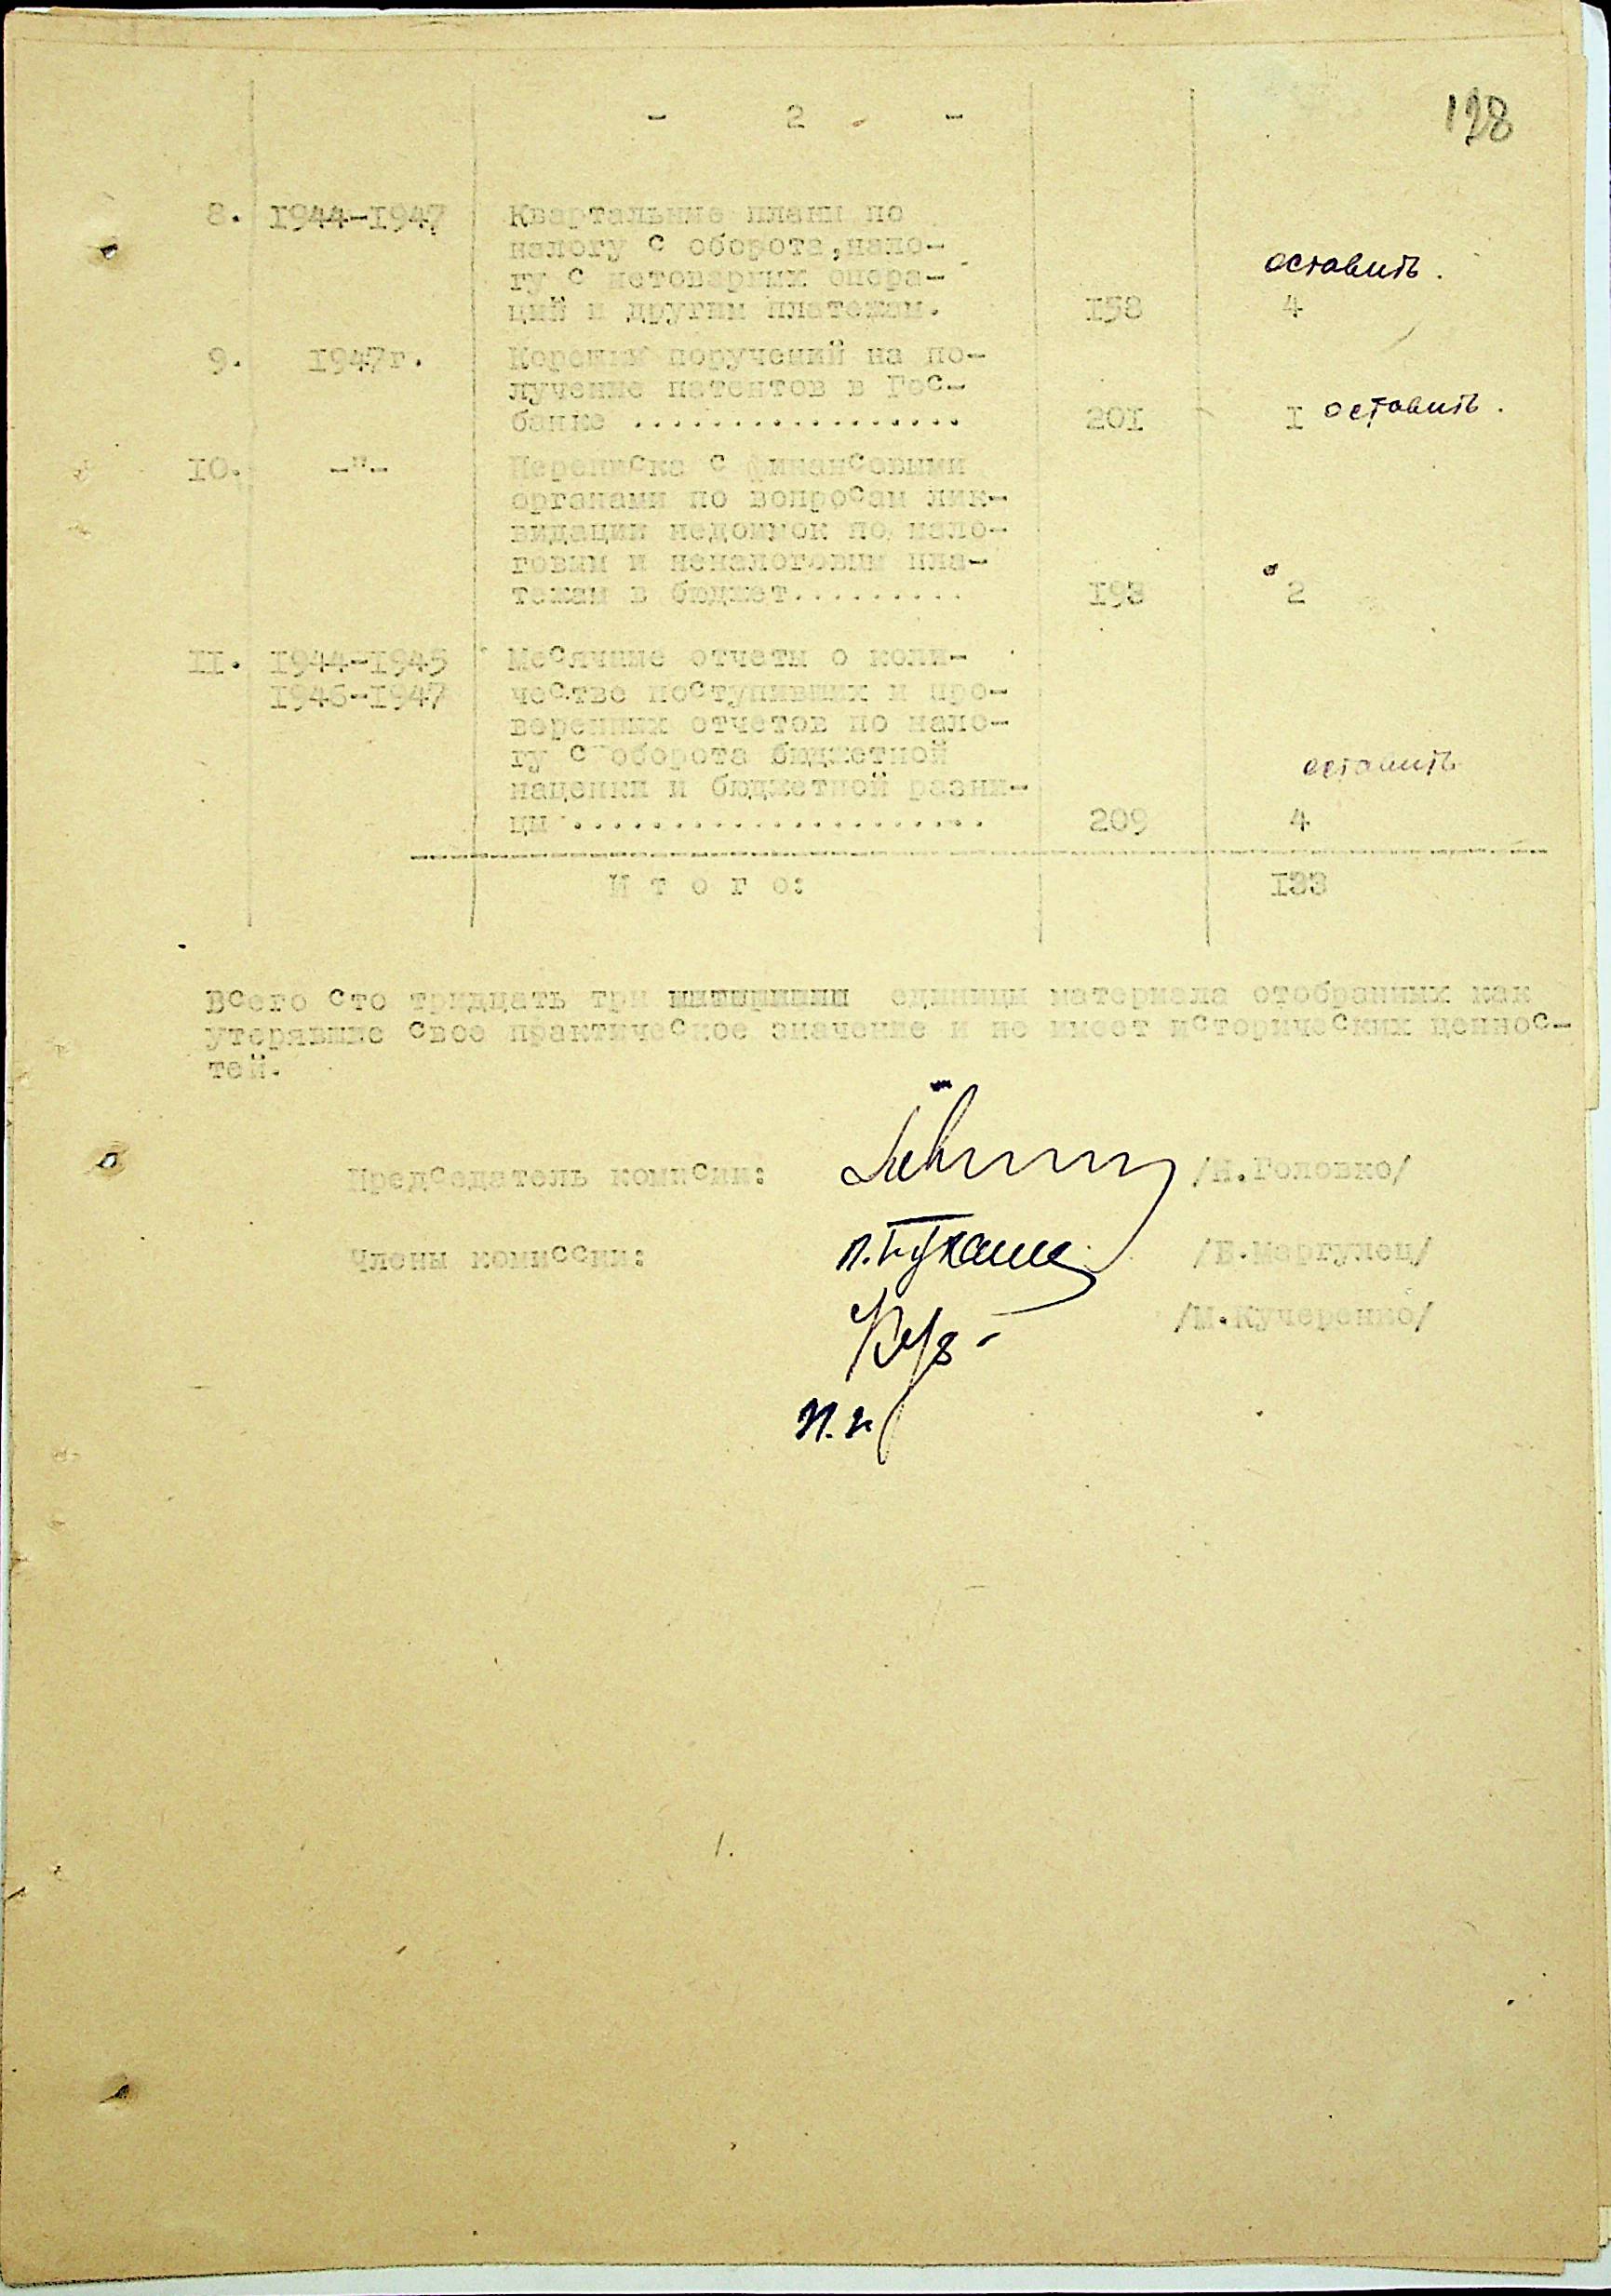 - 2 -
128
8. 1944-1947 Квартальные планы по
налогу с оборота, нало-
гу с нетоварных опера-
оставить.
ций и другим платежам. 158 4
9. 1947г. Корешки поручений на по-
лучение патентов в Гос-
банке ................. 201 1 оставить.
10. -"- Переписка с финансовыми
органами по вопросам лик-
видации недоимок по нало-
говым и неналоговым пла-
тежам в бюджет......... 193 2
11. 1944-1945 Месячные отчеты о коли-
1946-1947 честве поступивших и про-
веренных отчетов по нало-
гу с оборота бюджетной
оставить
наценки и бюджетной разни-
цы ..................... 209 4
И т о г о: 133
Всего сто тридцать три единицы материала отобранных как
утерявшие свое практическое значение и не имеет исторических ценнос-
тей.
Председатель комисии: /Н.Головко/
Члены комиссии: /В.Маргулец/
/М.Кучеренко/